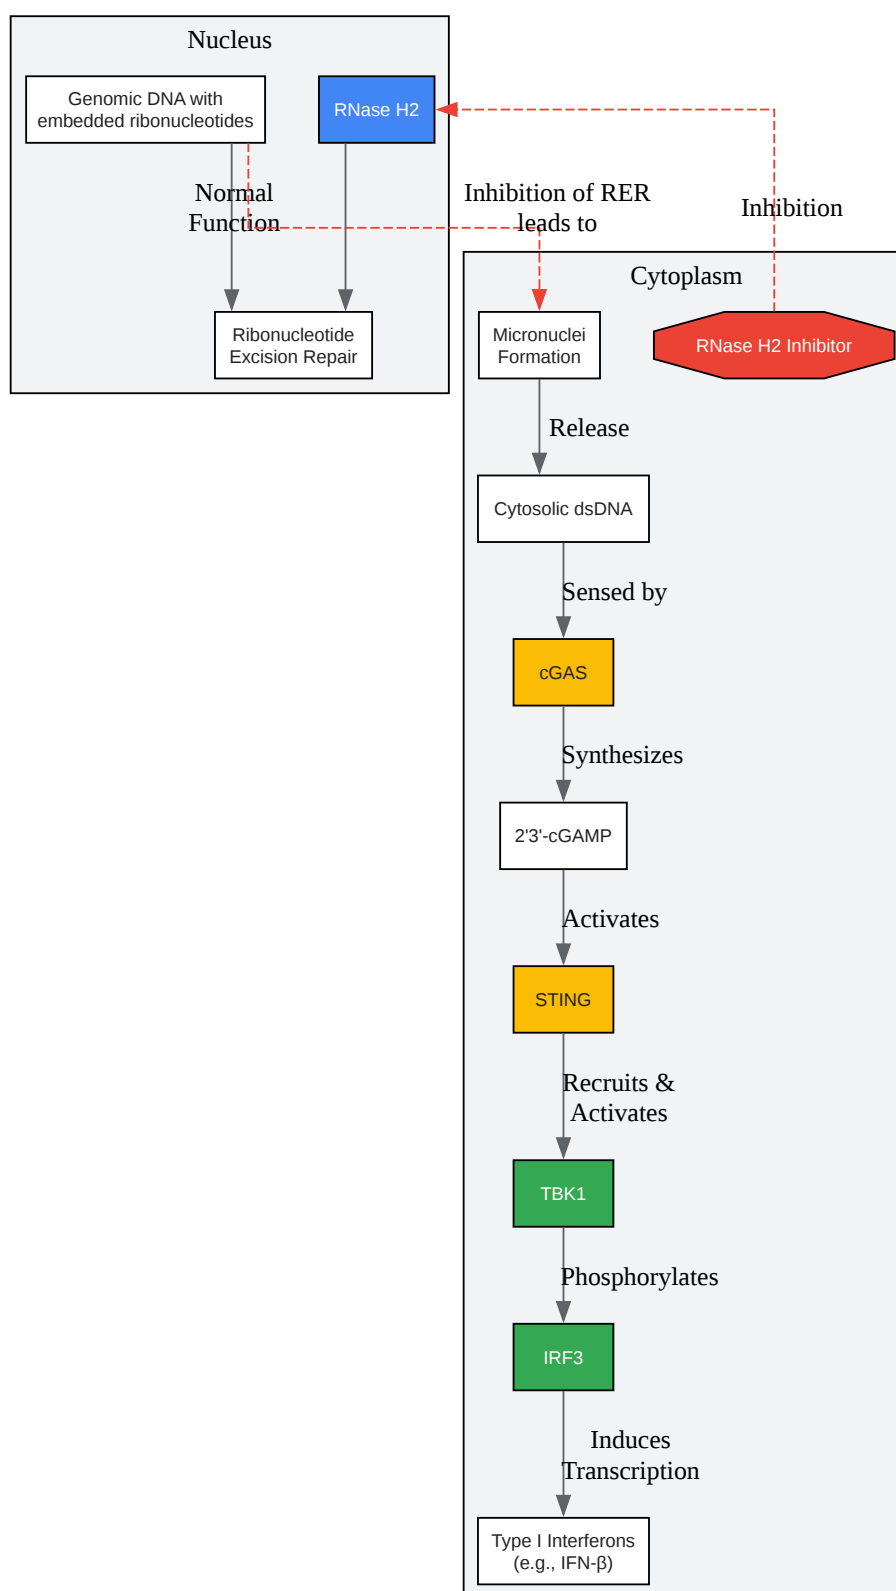 Nucleus
Genomic DNA with
embedded ribonucleotides
RNase H2
Normal
Function
Inhibition of RER
leads to
Inhibition
Ribonucleotide
Excision Repair
Cytoplasm
Micronuclei
Formation
RNase H2 Inhibitor
Release
Cytosolic dsDNA
Sensed by
cGAS
Synthesizes
2'3'-cGAMP
Activates
STING
Recruits &
Activates
TBK1
Phosphorylates
IRF3
Induces
Transcription
Type I Interferons
(e.g., IFN-β)